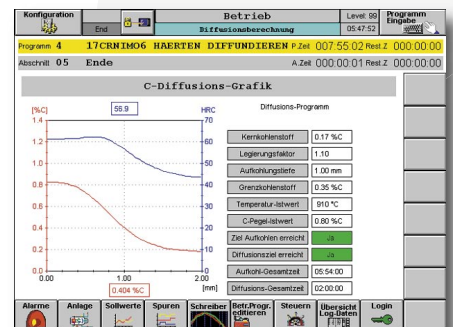 Konfiguration
End
Betrieb
Diffusionsberechnung
Level: 99
05:47:52
Programm Eingabe
Programm 4 17CRNIMO6 HAERTEN DIFFUNDIEREN P.Zeit 007:55:02 Rest.Z 000:00:00
Abschnitt 05 Ende A.Zeit 000:00:01 Rest.Z 000:00:00
C-Diffusions-Grafik
[%C] 56.9 HRC
Diffusions-Programm
1.4 70
1.2 60
1.0 50
0.8 40
0.6 30
0.4 20
0.2 10
0.0 0
0.00 1.00 2.00
0.404 %C [mm]
Kernkohlenstoff 0.17 %C
Legierungsfaktor 1.10
Aufkohlungstiefe 1.00 mm
Grenzkohlenstoff 0.35 %C
Temperatur-Istwert 910 °C
C-Pegel-Istwert 0.80 %C
Ziel Aufkohlen erreicht Ja
Diffusionsziel erreicht Ja
Aufkohl-Gesamtzeit 05:54:00
Diffusions-Gesamtzeit 02:00:00
Alarme
Anlage
Sollwerte
Spuren
Schreiber
Betr.Progr. editieren
Steuern
Übersicht Log-Daten
Login